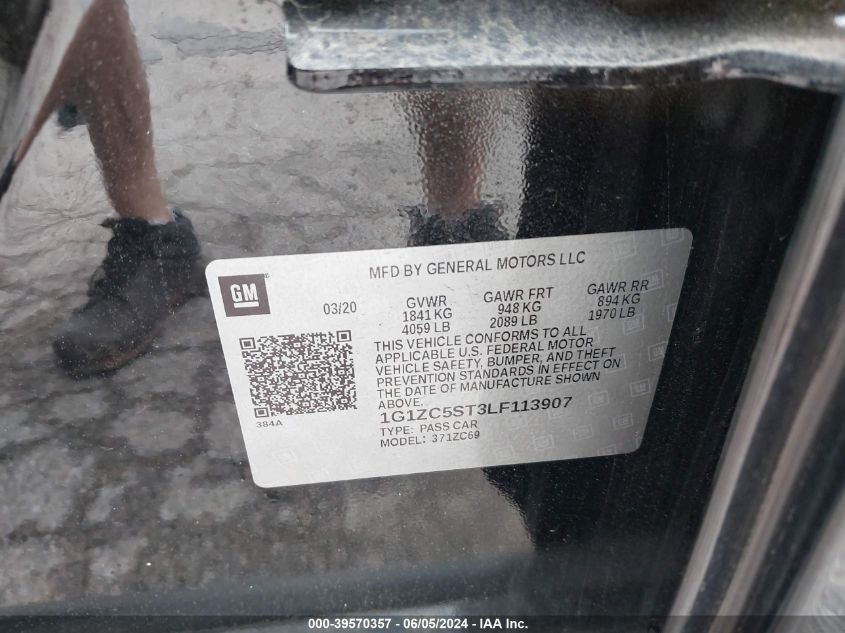 MFD BY GENERAL MOTORS LLC
GM
03/20
GVWR GAWR FRT GAWR RR
1841 KG 948 KG 894 KG
4059 LB 2089 LB 1970 LB
THIS VEHICLE CONFORMS TO ALL
APPLICABLE U.S. FEDERAL MOTOR
VEHICLE SAFETY, BUMPER, AND THEFT
PREVENTION STANDARDS IN EFFECT ON
THE DATE OF MANUFACTURE SHOWN
ABOVE.
1G1ZC5ST3LF113907
384A
TYPE: PASS CAR
MODEL: 371ZC69
000-39570357 - 06/05/2024 - ISEA Inc.